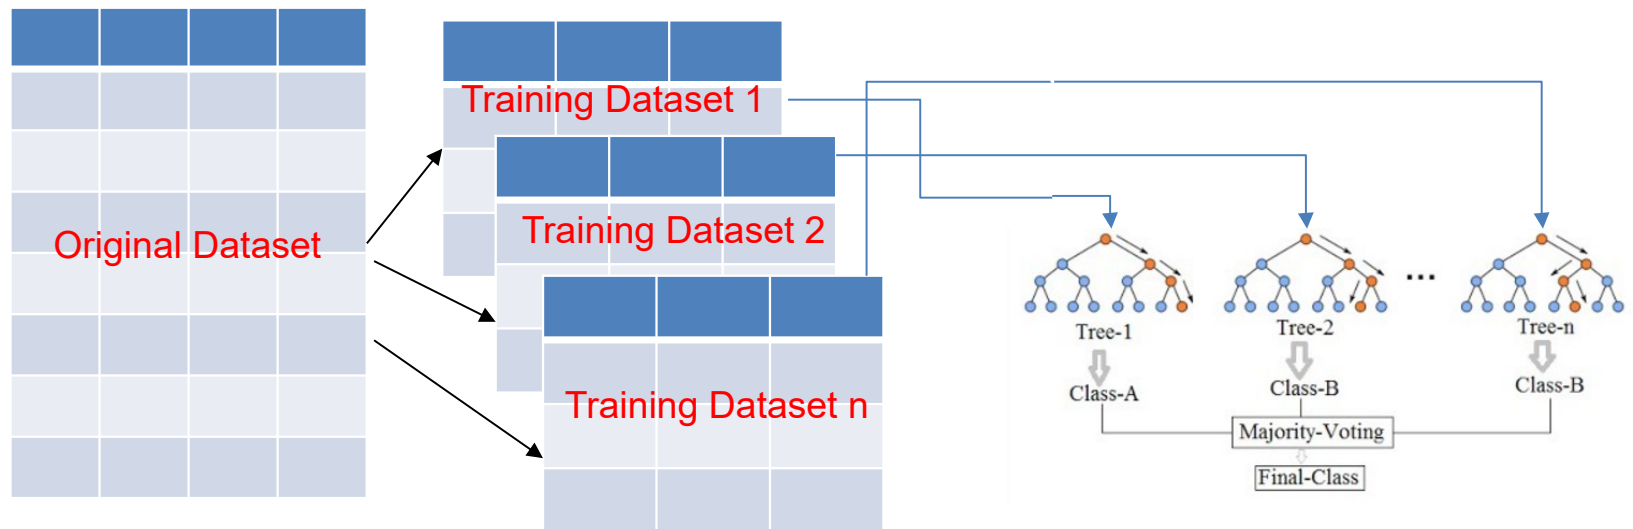 Original Dataset
Training Dataset 1
Training Dataset 2
Training Dataset n
...
Tree-1
Tree-2
Tree-n
Class-A
Class-B
Class-B
Majority-Voting
Final-Class